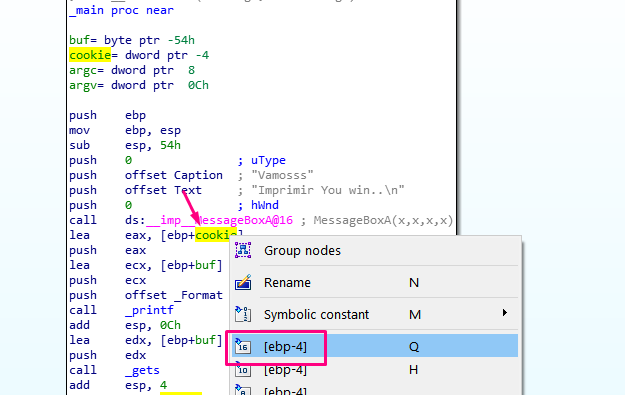 _main proc near
buf= byte ptr -54h
cookie= dword ptr -4
argc= dword ptr  8
argv= dword ptr  0Ch
push    ebp
mov     ebp, esp
sub     esp, 54h
push    0               ; uType
push    offset Caption  ; "Vamosss"
push    offset Text     ; "Imprimir You win..\n"
push    0               ; hWnd
call    ds:__imp__MessageBoxA@16 ; MessageBoxA(x,x,x,x)
lea     eax, [ebp+cookie]
push    eax
lea     ecx, [ebp+buf]
push    ecx
push    offset _Format
call    _printf
add     esp, 0Ch
lea     edx, [ebp+buf]
push    edx
call    _gets
add     esp, 4
Group nodes
Rename N
Symbolic constant M
16 [ebp-4] Q
10 [ebp-4] H
8 [ebp-4]